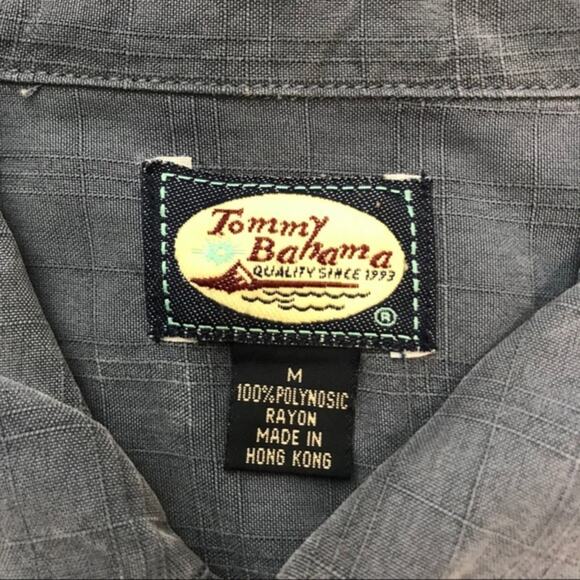 Tommy
Bahama
QUALITY SINCE 1993
®
M
100%POLYNOSIC
RAYON
MADE IN
HONG KONG